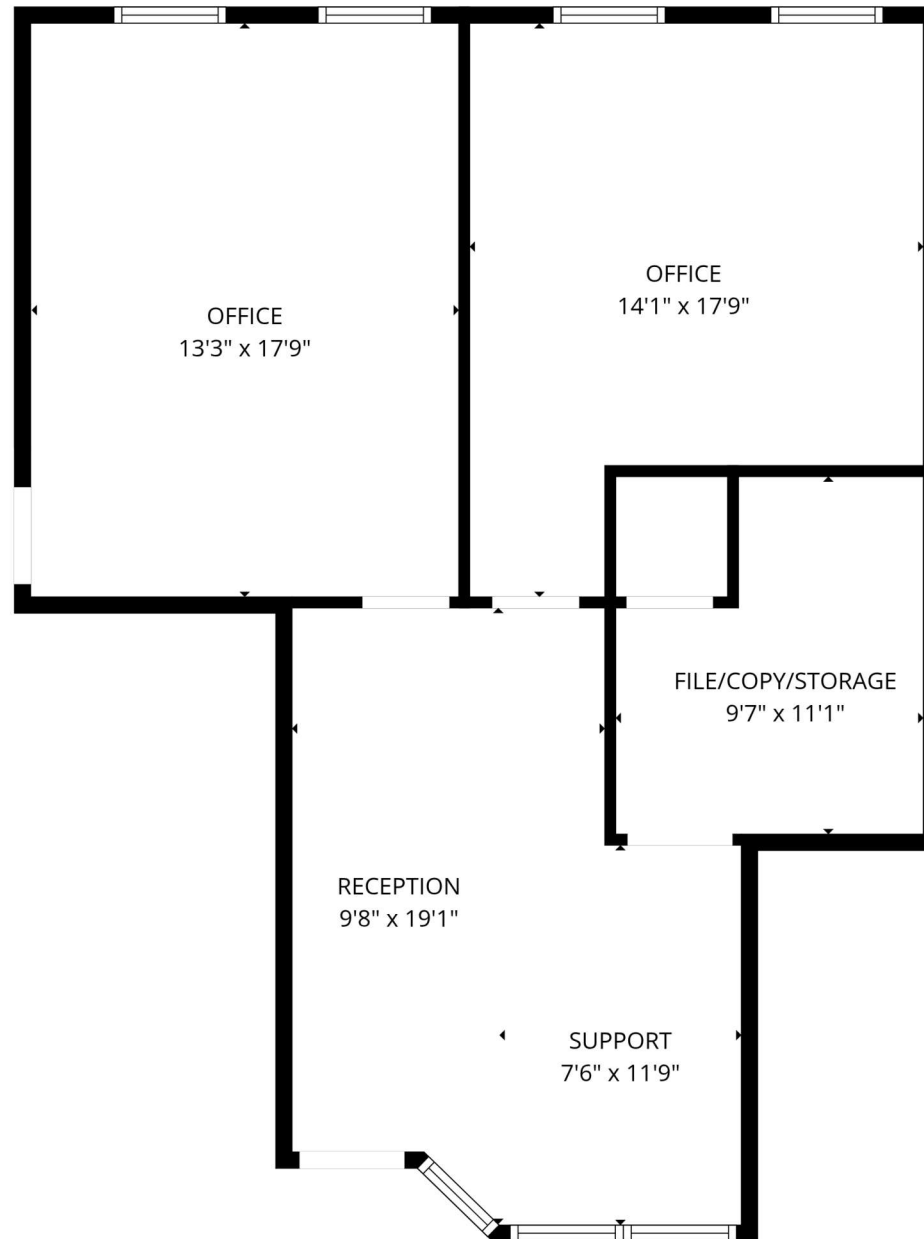 OFFICE
13'3" x 17'9"
OFFICE
14'1" x 17'9"
FILE/COPY/STORAGE
9'7" x 11'1"
RECEPTION
9'8" x 19'1"
SUPPORT
7'6" x 11'9"